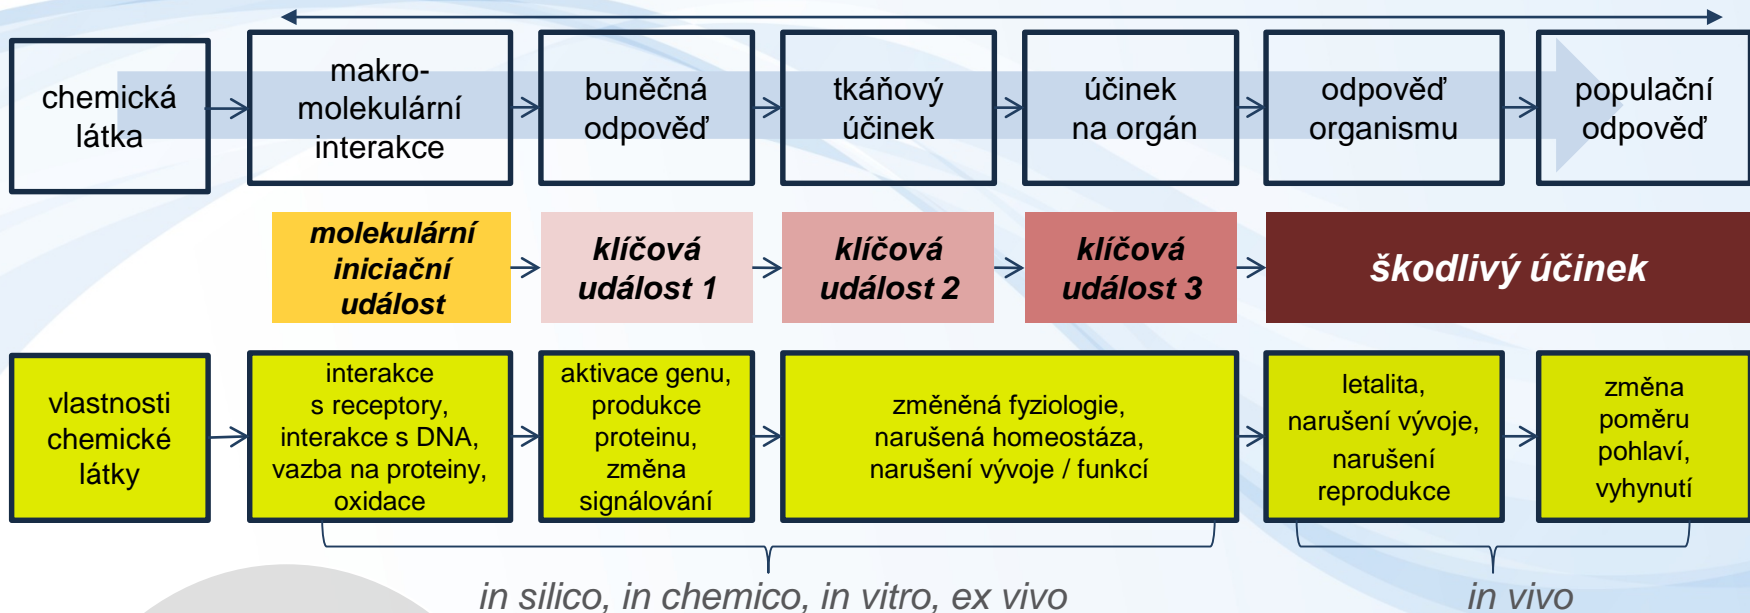 chemická
látka
makro-
molekulární
interakce
buněčná
odpověď
tkáňový
účinek
účinek
na orgán
odpověď
organismu
populační
odpověď
molekulární
iniciační
událost
klíčová
událost 1
klíčová
událost 2
klíčová
událost 3
škodlivý účinek
vlastnosti
chemické
látky
interakce
s receptory,
interakce s DNA,
vazba na proteiny,
oxidace
aktivace genu,
produkce
proteinu,
změna
signálování
změněná fyziologie,
narušená homeostáza,
narušení vývoje / funkcí
letalita,
narušení vývoje,
narušení
reprodukce
změna
poměru
pohlaví,
vyhynutí
in silico, in chemico, in vitro, ex vivo
in vivo